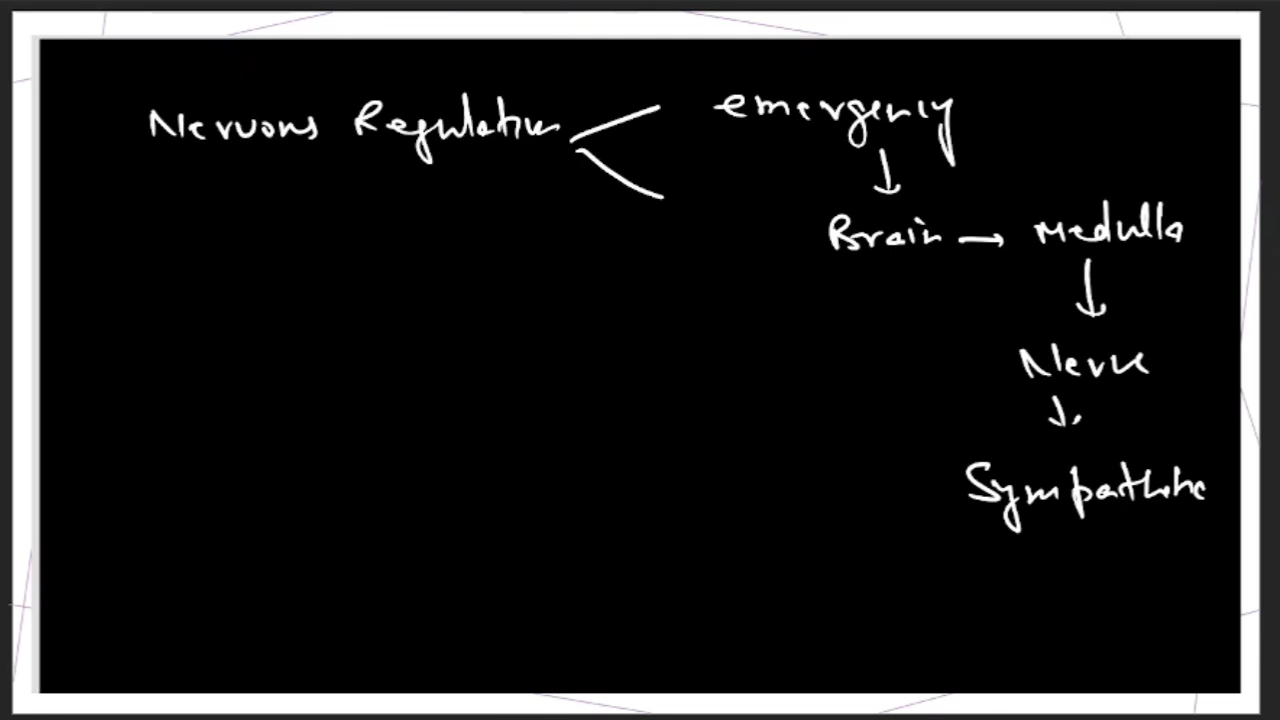 Nervous Regulation
emergency
Brain → Medulla
Nerve
Sympathetic